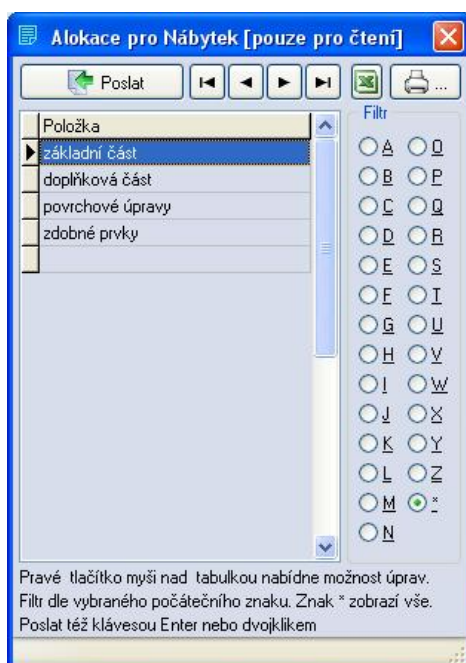 Alokace pro Nábytek [pouze pro čtení]
Poslat
...
Položka
základní část
doplňková část
povrchové úpravy
zdobné prvky
Filtr
A O
B P
C Q
D R
E S
F T
G U
H V
I W
J X
K Y
L Z
M *
N
Pravé tlačítko myši nad tabulkou nabídne možnost úprav.
Filtr dle vybraného počátečního znaku. Znak * zobrazí vše.
Poslat též klávesou Enter nebo dvojklikem